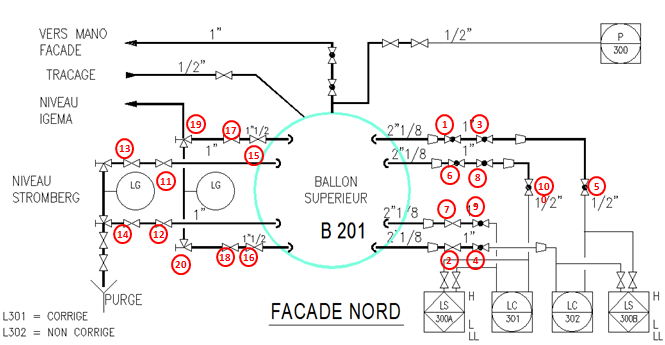 VERS MANO
FACADE
1"
1/2"
P
300
TRACAGE
1/2"
NIVEAU
IGEMA
19
17
1"1/2
1"
15
13
11
LG
LG
NIVEAU
STROMBERG
1"
14
12
1"1/2
20
18
16
BALLON
SUPERIEUR
B 201
2"1/8
1
1"
3
2"1/8
6
8
10
1/2"
5
1/2"
2"1/8
7
19
2"1/8
2
1"
4
PURGE
FACADE NORD
LS
300A
H
L
LL
LC
301
LC
302
LS
300B
H
L
LL
L301 = CORRIGE
L302 = NON CORRIGE